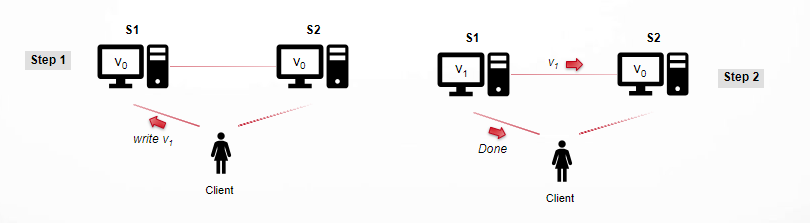 Step 1
S1
S2
V0
V0
write v1
Client
S1
S2
V1
v1
V0
Step 2
Done
Client